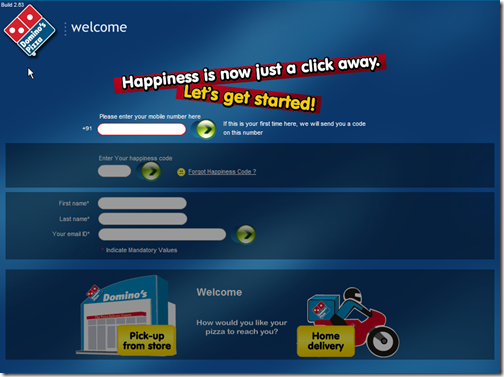 Build 2.63
Domino's
Pizza
welcome
Happiness is now just a click away.
Let's get started!
Please enter your mobile number here
+91
If this is your first time here, we will send you a code
on this number
Enter Your happiness code
Forgot Happiness Code ?
First name*
Last name*
Your email ID*
* Indicate Mandatory Values
Domino's
Welcome
How would you like your
pizza to reach you?
Pick-up
from store
Home
delivery